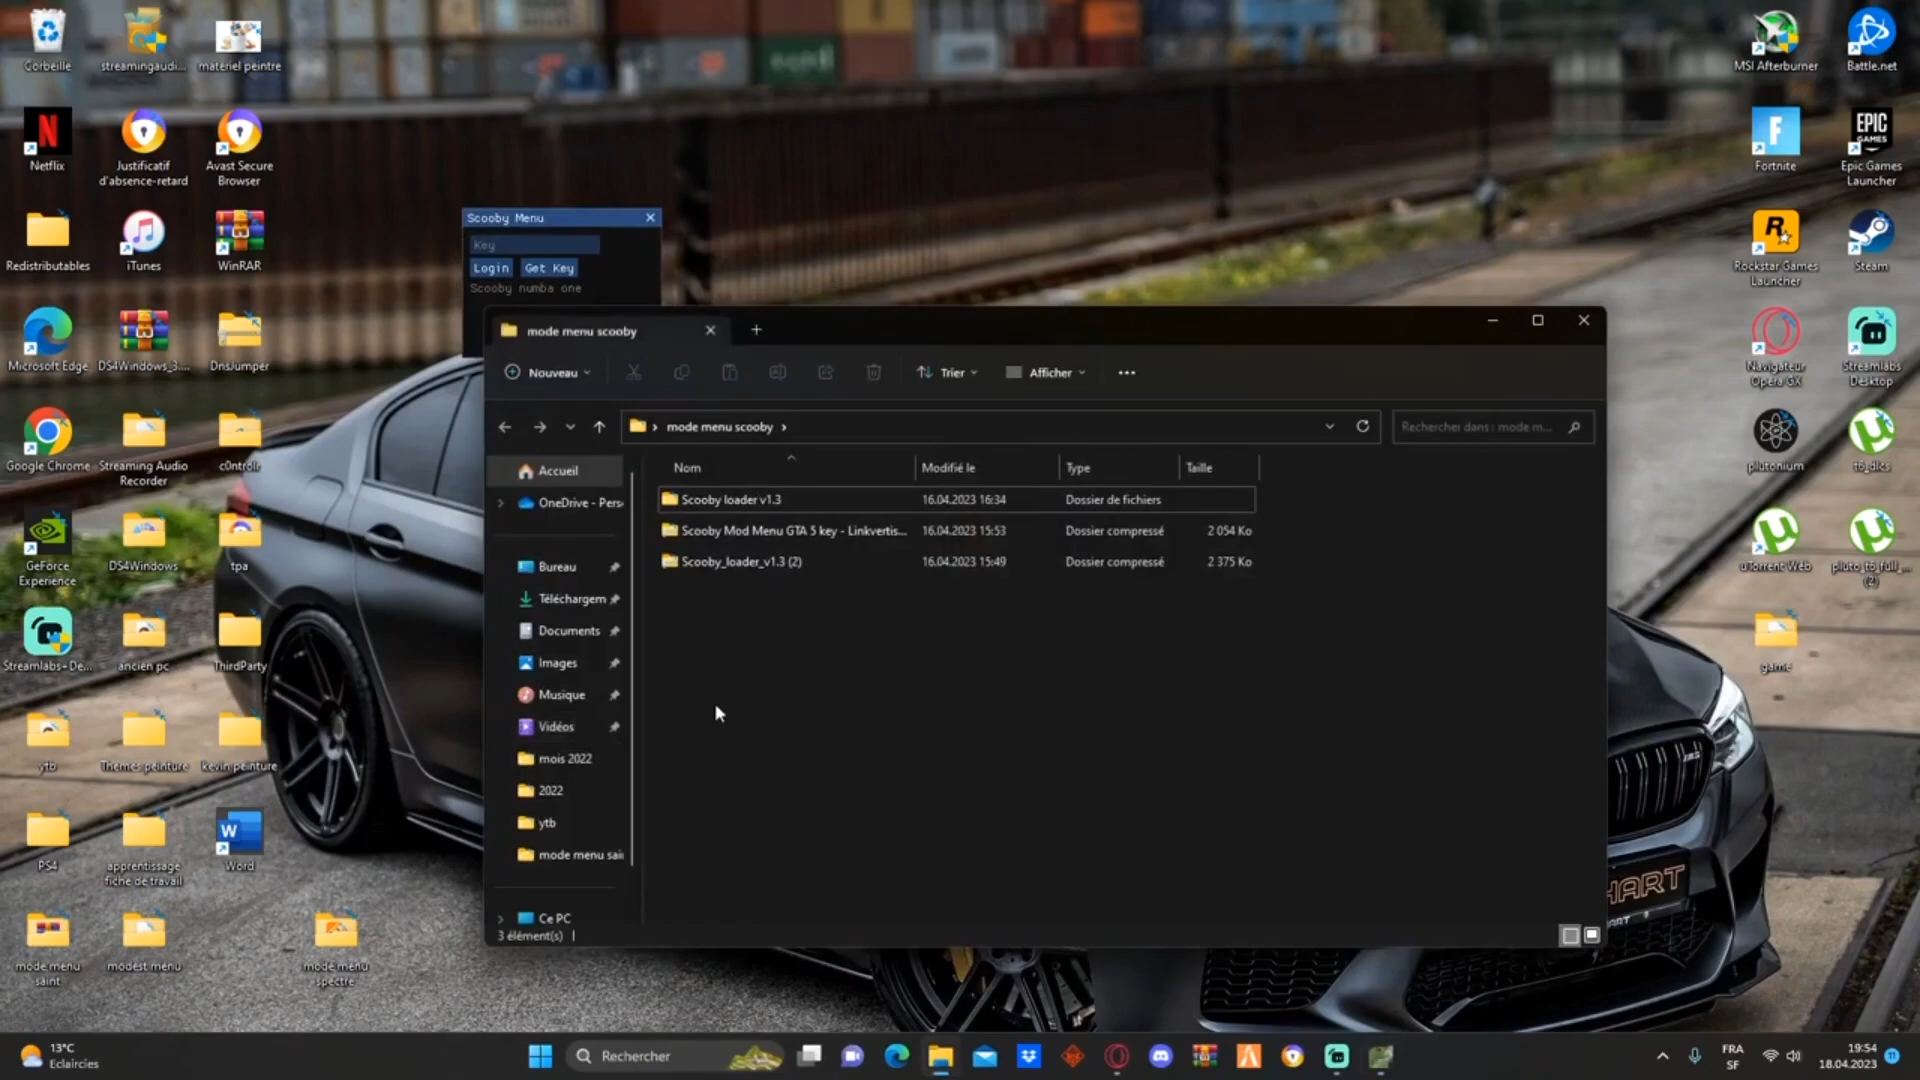 Corbeille
streamingaudi...
materiel peintre
MSI Afterburner
Battle.net
Netflix
Justificatif
d'absence-retard
Avast Secure
Browser
Fortnite
EPIC
GAMES
Epic Games
Launcher
Redistributables
iTunes
WinRAR
Rockstar Games
Launcher
Steam
Scooby Menu
Key
Login
Get Key
Scooby numba one
Microsoft Edge
DS4Windows_3....
DnsJumper
Navigateur
Opera GX
Streamlabs
Desktop
mode menu scooby
Nouveau
Trier
Afficher
mode menu scooby
Rechercher dans : mode m...
Google Chrome
Streaming Audio
Recorder
c0ntrolr
plutonium
t6_dlcs
Accueil
OneDrive - Pers
Bureau
Téléchargem
Documents
Images
Musique
Vidéos
mois 2022
2022
ytb
mode menu sai
Ce PC
3 élément(s)
Nom
Modifié le
Type
Taille
Scooby loader v1.3
16.04.2023 16:34
Dossier de fichiers
Scooby Mod Menu GTA 5 key - Linkvertis...
16.04.2023 15:53
Dossier compressé
2 054 Ko
Scooby_loader_v1.3 (2)
16.04.2023 15:49
Dossier compressé
2 375 Ko
GeForce
Experience
DS4Windows
tpa
uTorrent Web
pluto_t6_full_...
(2)
Streamlabs+De...
ancien pc
ThirdParty
game
ytb
Thèmes peinture
kevin peinture
PS4
apprentissage
fiche de travail
Word
mode menu
saint
modest menu
mode menu
spectre
13°C
Eclaircies
Rechercher
FRA
SF
19:54
18.04.2023